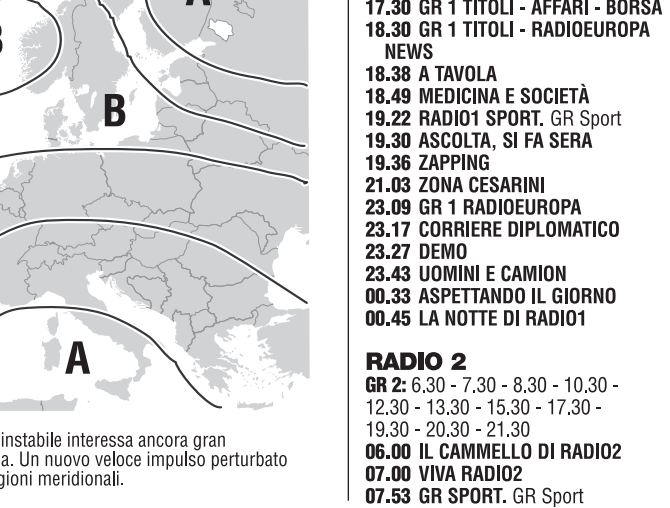 A
B
B
A
instabile interessa ancora gran
a. Un nuovo veloce impulso perturbato
gioni meridionali.
17.30 GR 1 TITOLI - AFFARI - BORSA
18.30 GR 1 TITOLI - RADIOEUROPA
NEWS
18.38 A TAVOLA
18.49 MEDICINA E SOCIETÀ
19.22 RADIO1 SPORT. GR Sport
19.30 ASCOLTA, SI FA SERA
19.36 ZAPPING
21.03 ZONA CESARINI
23.09 GR 1 RADIOEUROPA
23.17 CORRIERE DIPLOMATICO
23.27 DEMO
23.43 UOMINI E CAMION
00.33 ASPETTANDO IL GIORNO
00.45 LA NOTTE DI RADIO1
RADIO 2
GR 2: 6.30 - 7.30 - 8.30 - 10.30 -
12.30 - 13.30 - 15.30 - 17.30 -
19.30 - 20.30 - 21.30
06.00 IL CAMMELLO DI RADIO2
07.00 VIVA RADIO2
07.53 GR SPORT. GR Sport